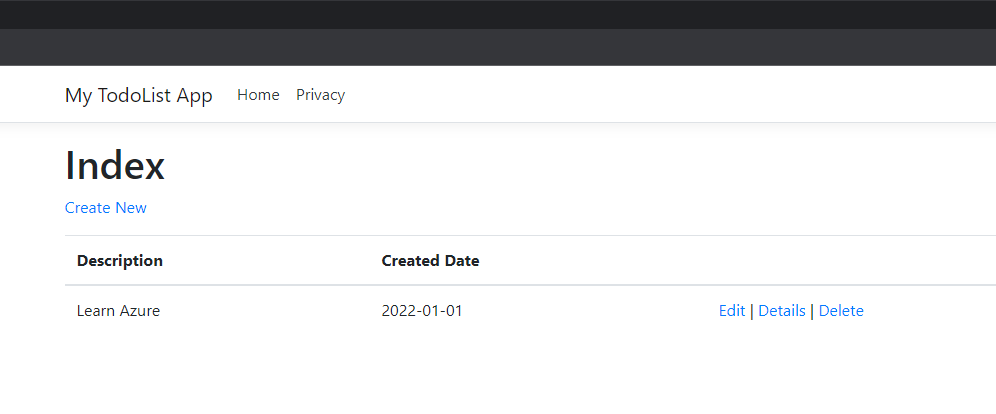 My TodoList App Home Privacy
Index
Create New
Description Created Date
Learn Azure 2022-01-01 Edit | Details | Delete